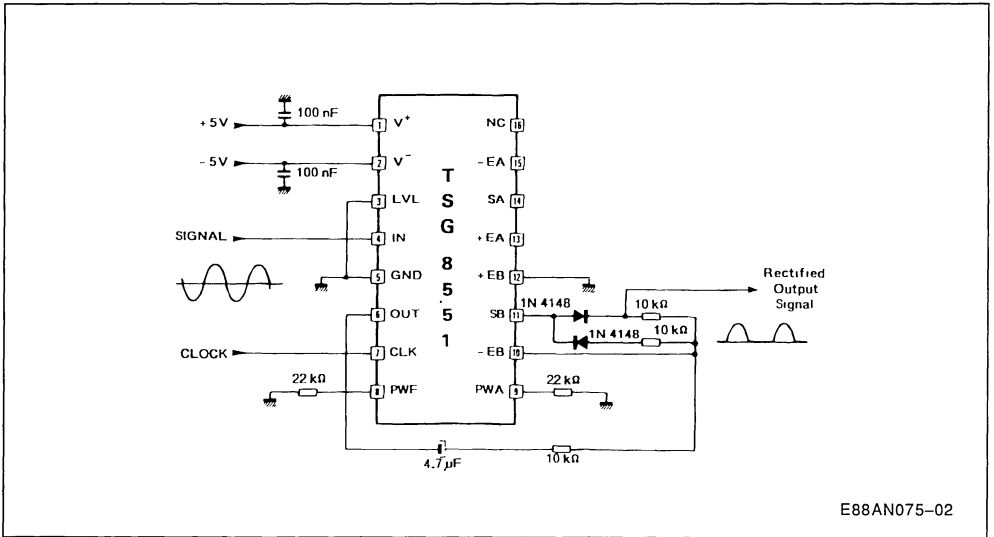 100 nF
+5V
-5V
100 nF
SIGNAL
CLOCK
22 kΩ
1 V+
2 V-
3 LVL
4 IN
5 GND
6 OUT
7 CLK
8 PWF
T
S
G
8
5
5
1
NC 16
-EA 15
SA 14
+EA 13
+EB 12
SB 11
-EB 10
PWA 9
1N 4148
10 kΩ
1N 4148
10 kΩ
22 kΩ
Rectified
Output
Signal
4.7 µF
10 kΩ
E88AN075-02